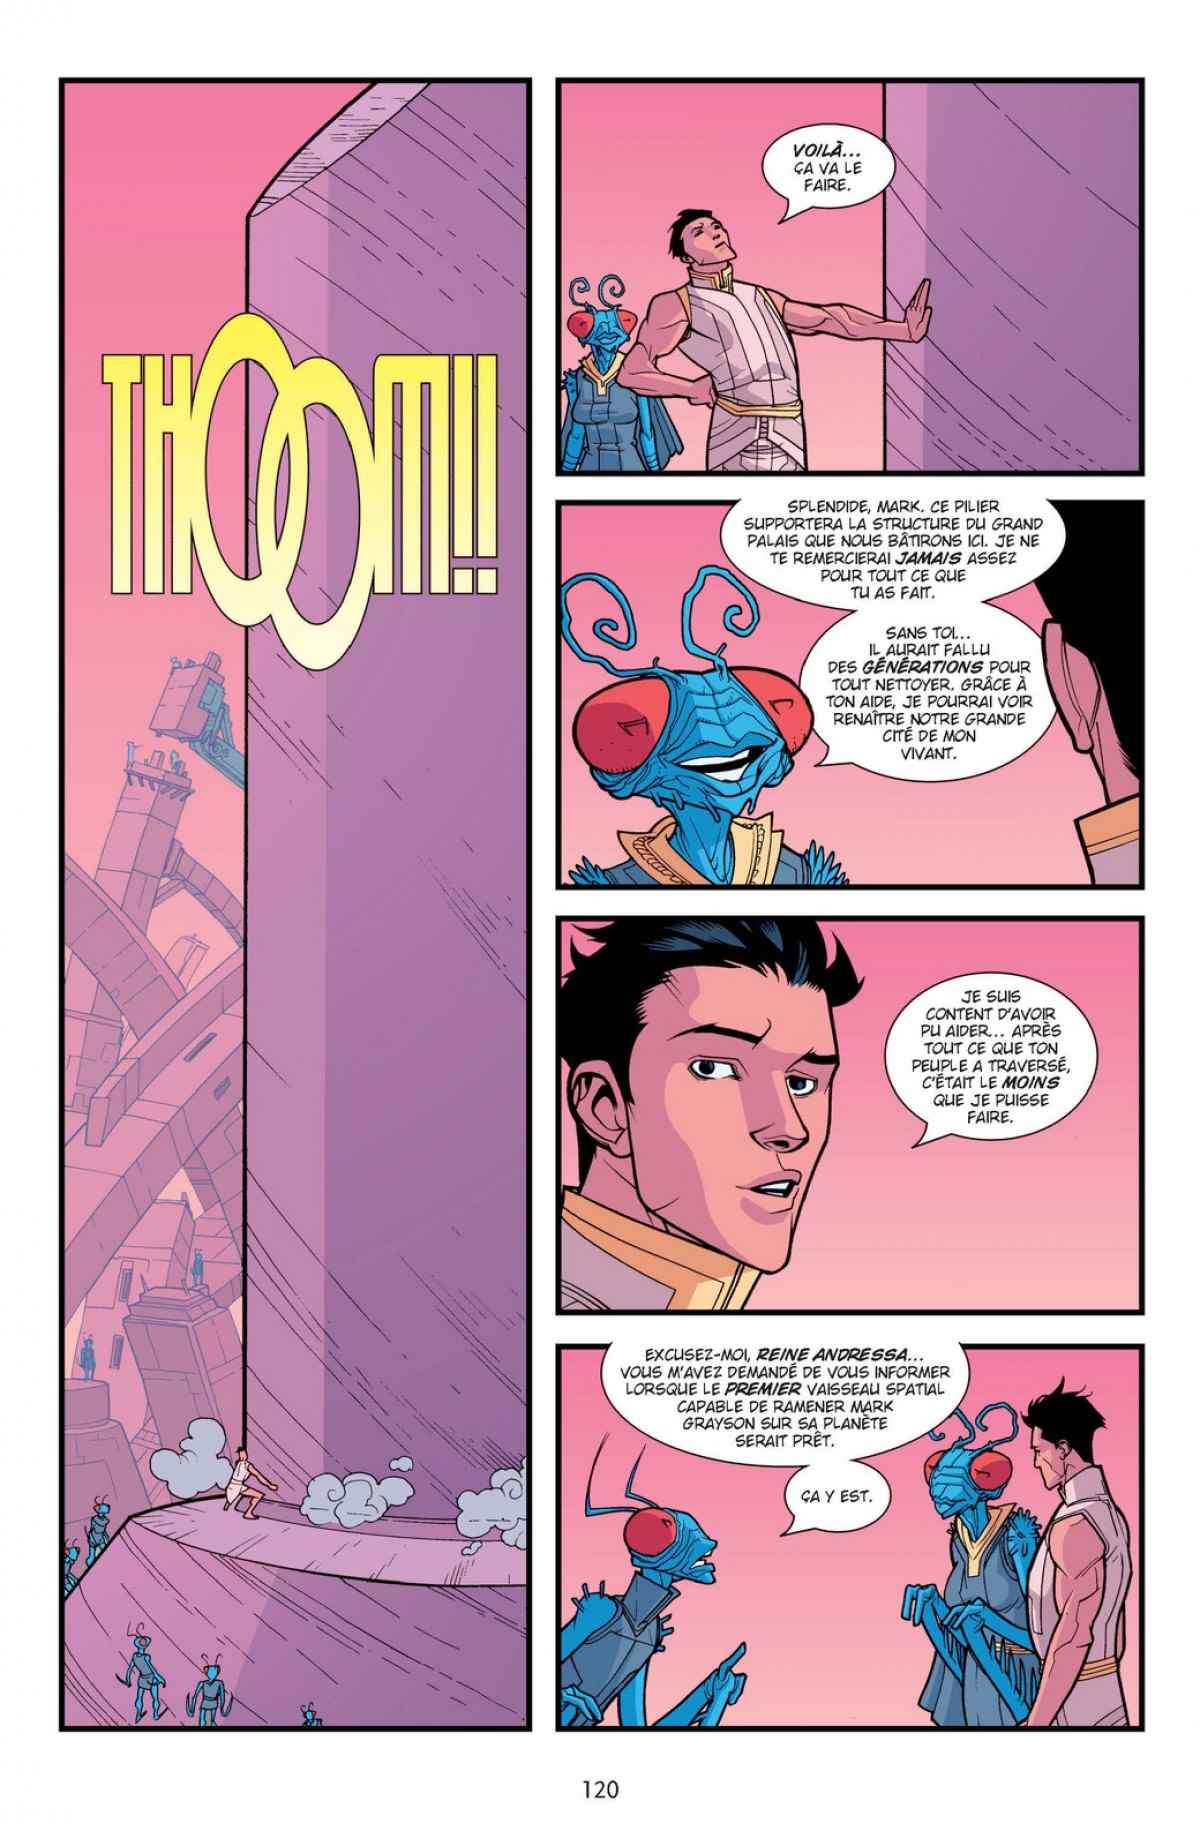 THOOM!!
VOILÀ...
ÇA VA LE
FAIRE.
SPLENDIDE, MARK. CE PILIER
SUPPORTERA LA STRUCTURE DU GRAND
PALAIS QUE NOUS BÂTIRONS ICI. JE NE
TE REMERCIERAI JAMAIS ASSEZ
POUR TOUT CE QUE
TU AS FAIT.
SANS TOI...
IL AURAIT FALLU
DES GÉNÉRATIONS POUR
TOUT NETTOYER. GRÂCE À
TON AIDE, JE POURRAI VOIR
RENAÎTRE NOTRE GRANDE
CITÉ DE MON
VIVANT.
JE SUIS
CONTENT D'AVOIR
PU AIDER... APRÈS
TOUT CE QUE TON
PEUPLE A TRAVERSÉ,
C'ÉTAIT LE MOINS
QUE JE PUISSE
FAIRE.
EXCUSEZ-MOI, REINE ANDRESSA...
VOUS M'AVEZ DEMANDÉ DE VOUS INFORMER
LORSQUE LE PREMIER VAISSEAU SPATIAL
CAPABLE DE RAMENER MARK
GRAYSON SUR SA PLANÈTE
SERAIT PRÊT.
ÇA Y EST.
120